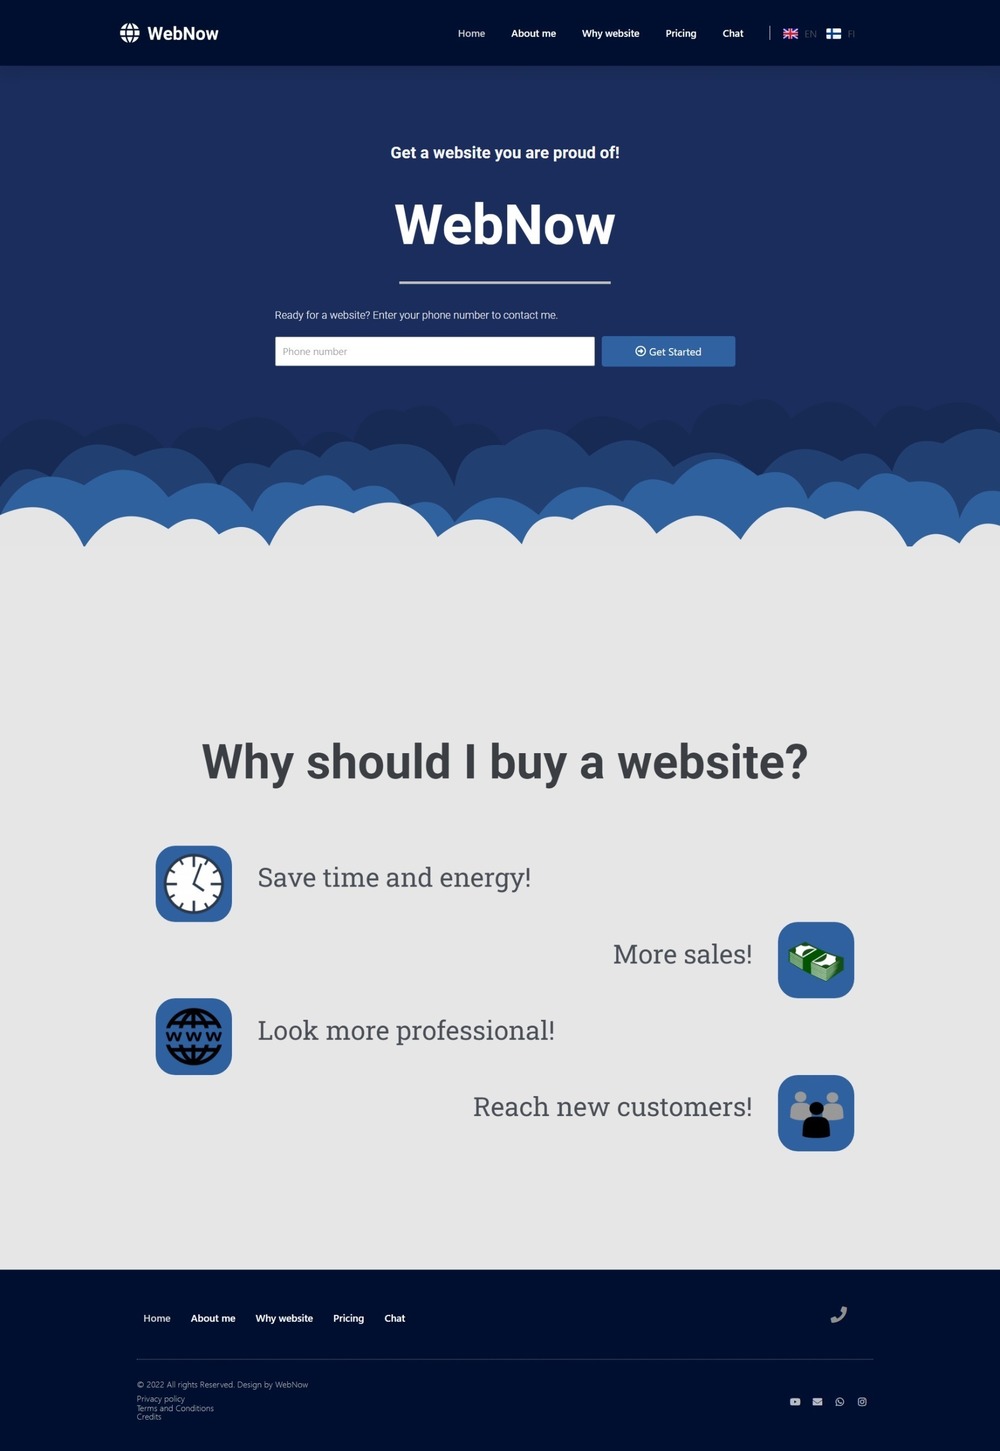 WebNow
Home About me Why website Pricing Chat EN FI
Get a website you are proud of!
WebNow
Ready for a website? Enter your phone number to contact me.
Phone number
Get Started
Why should I buy a website?
Save time and energy!
More sales!
WWW
Look more professional!
Reach new customers!
Home About me Why website Pricing Chat
© 2022 All rights Reserved. Design by WebNow
Privacy policy
Terms and Conditions
Credits